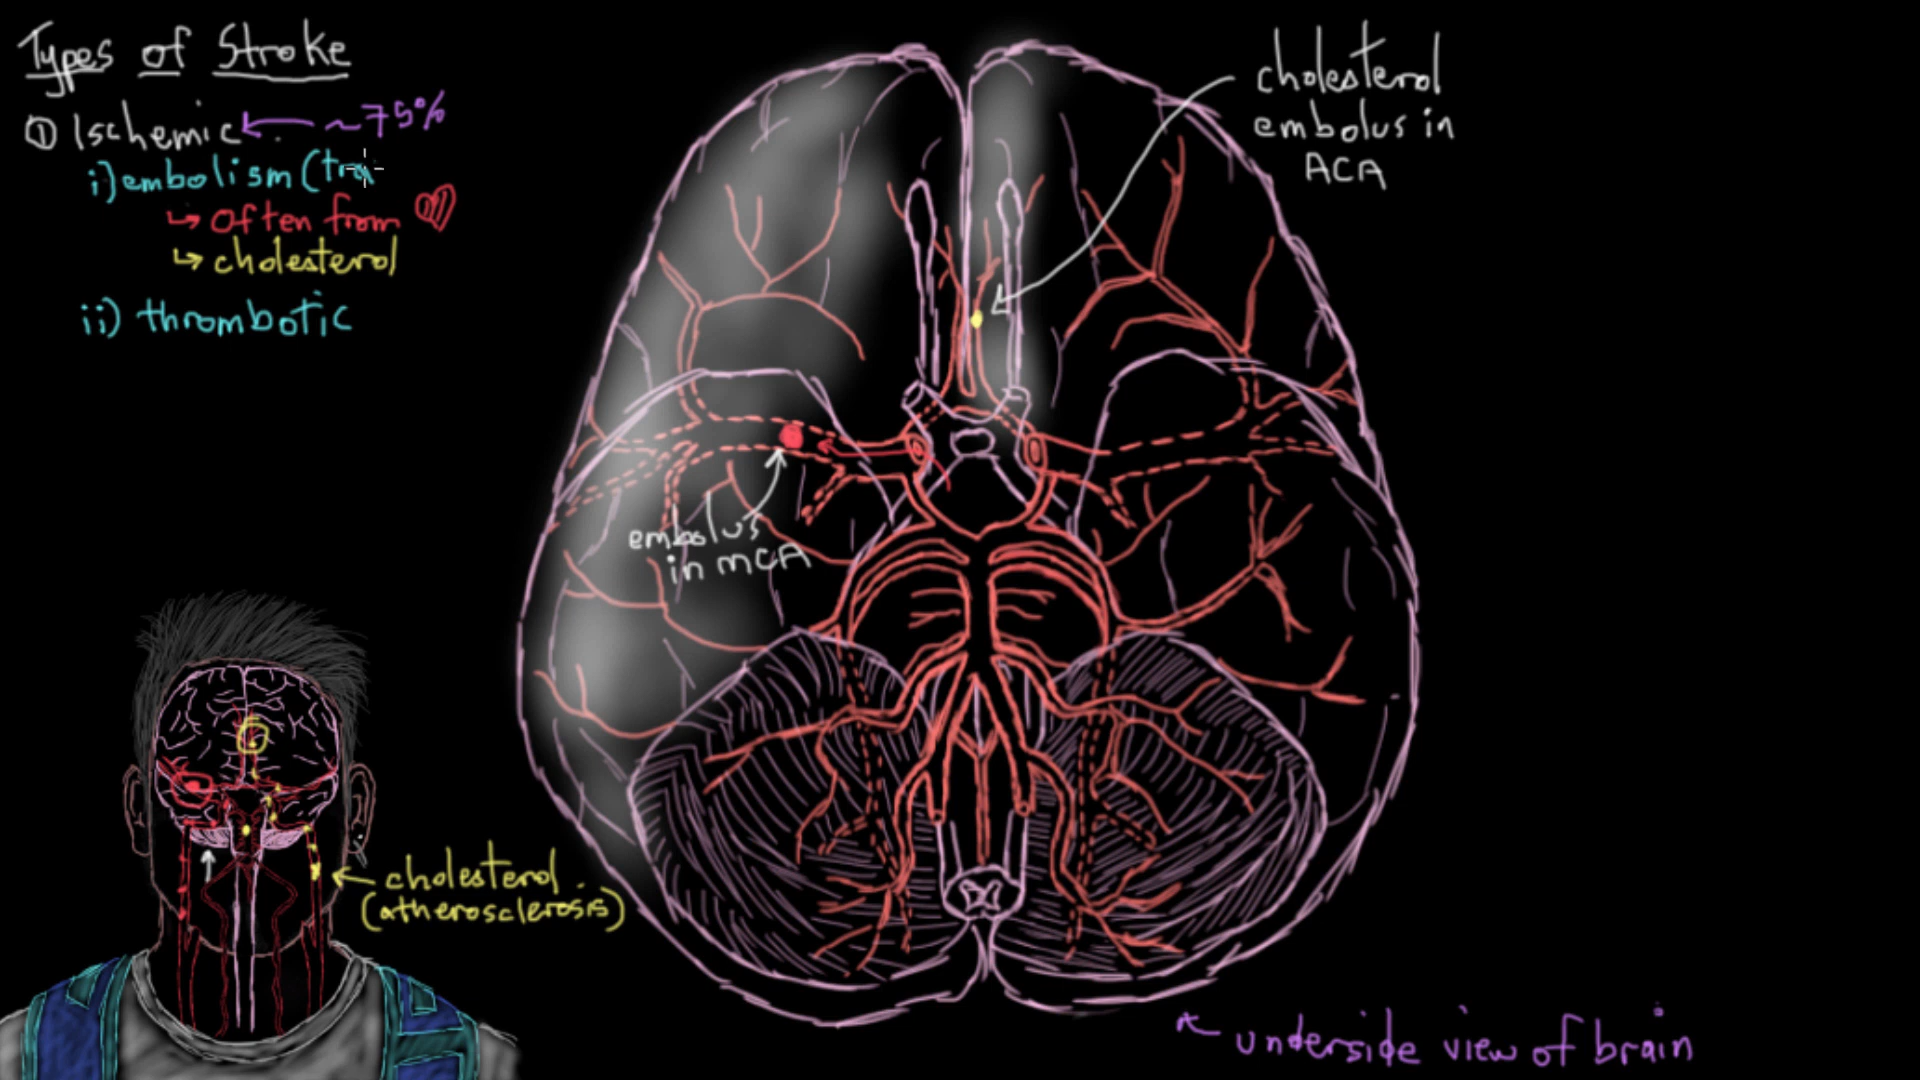 Types of Stroke
① Ischemic ← ~75%
i) embolism (tra
↳ Often from
↳ cholesterol
ii) thrombotic
cholesterol
embolus in
ACA
embolus
in MCA
cholesterol
(atherosclerosis)
underside view of brain